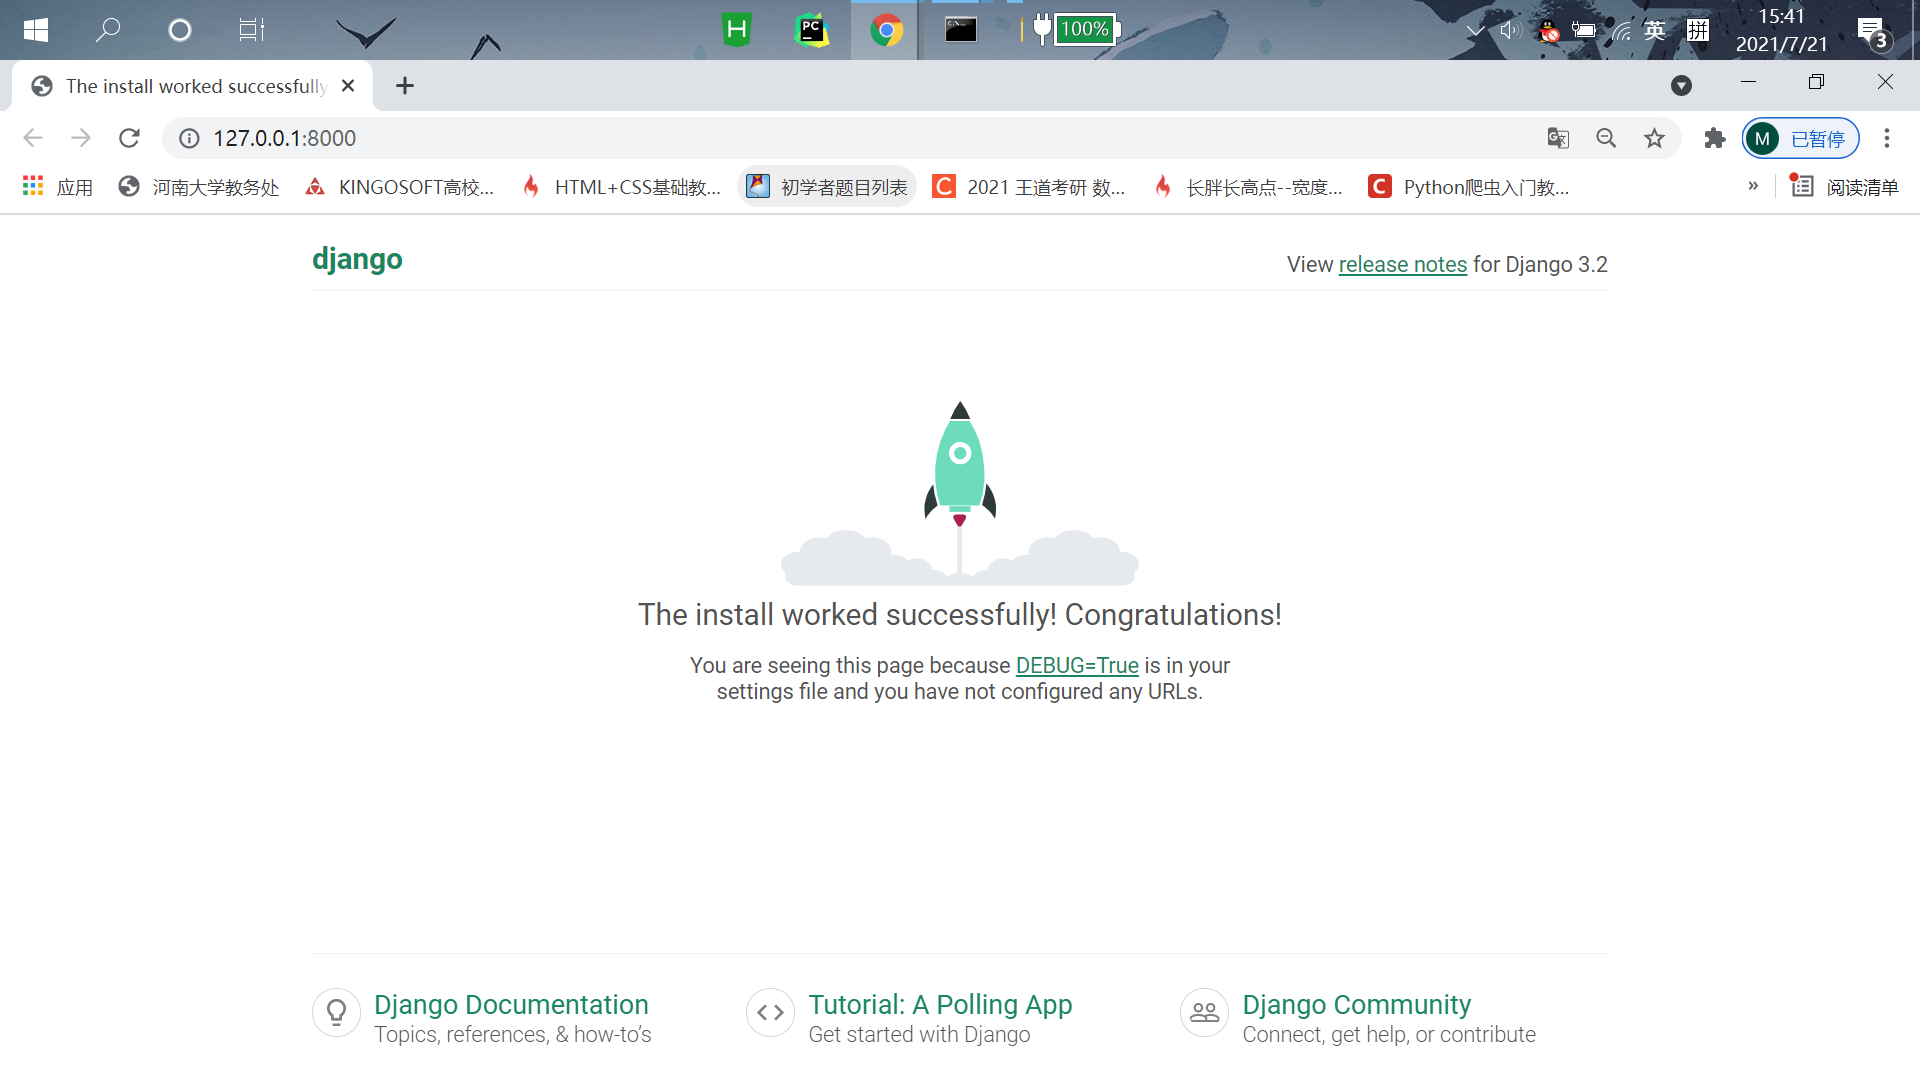 H
PC
100%
英
拼
15:41
2021/7/21
3
The install worked successfully
127.0.0.1:8000
M
已暂停
应用
河南大学教务处
KINGOSOFT高校...
HTML+CSS基础教...
初学者题目列表
C
2021 王道考研 数...
长胖长高点--宽度...
C
Python爬虫入门教...
»
阅读清单
django
View release notes for Django 3.2
The install worked successfully! Congratulations!
You are seeing this page because DEBUG=True is in your
settings file and you have not configured any URLs.
Django Documentation
Topics, references, & how-to’s
Tutorial: A Polling App
Get started with Django
Django Community
Connect, get help, or contribute